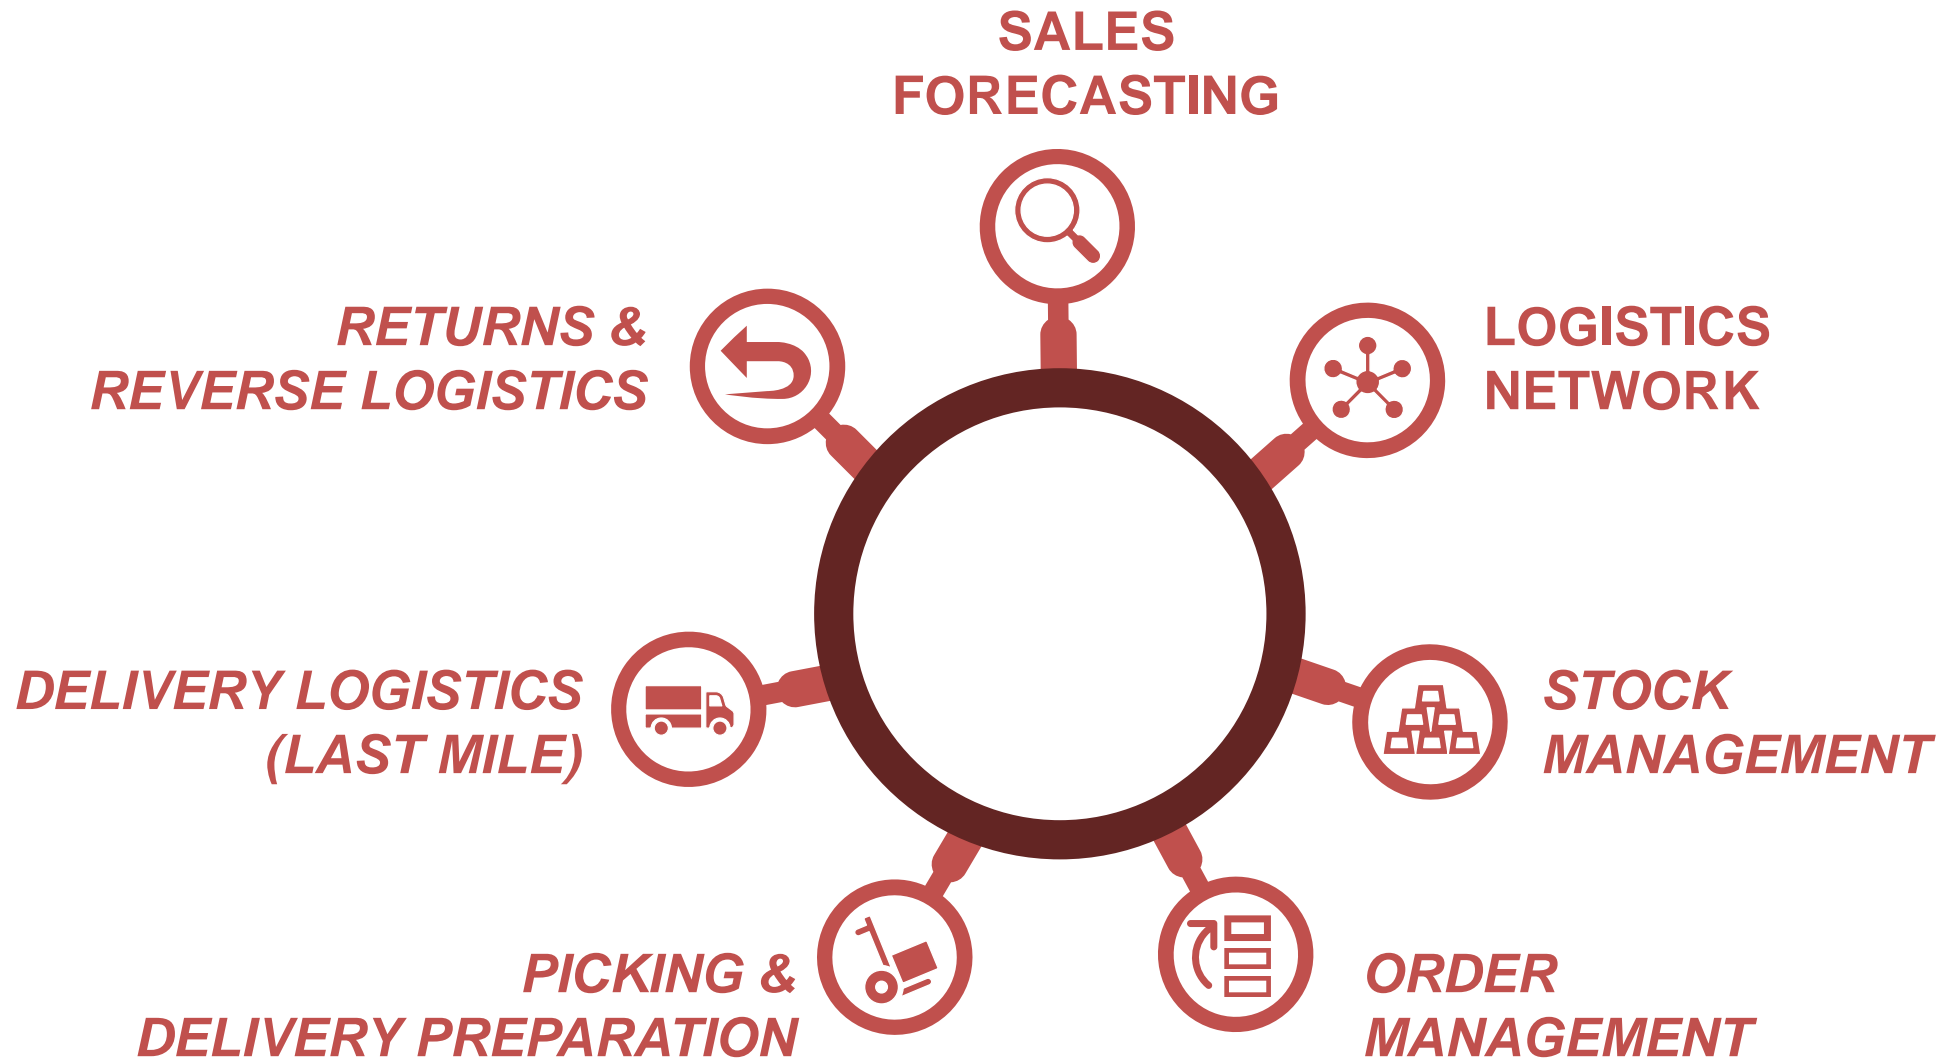 SALES
FORECASTING
LOGISTICS
NETWORK
STOCK
MANAGEMENT
ORDER
MANAGEMENT
PICKING &
DELIVERY PREPARATION
DELIVERY LOGISTICS
(LAST MILE)
RETURNS &
REVERSE LOGISTICS